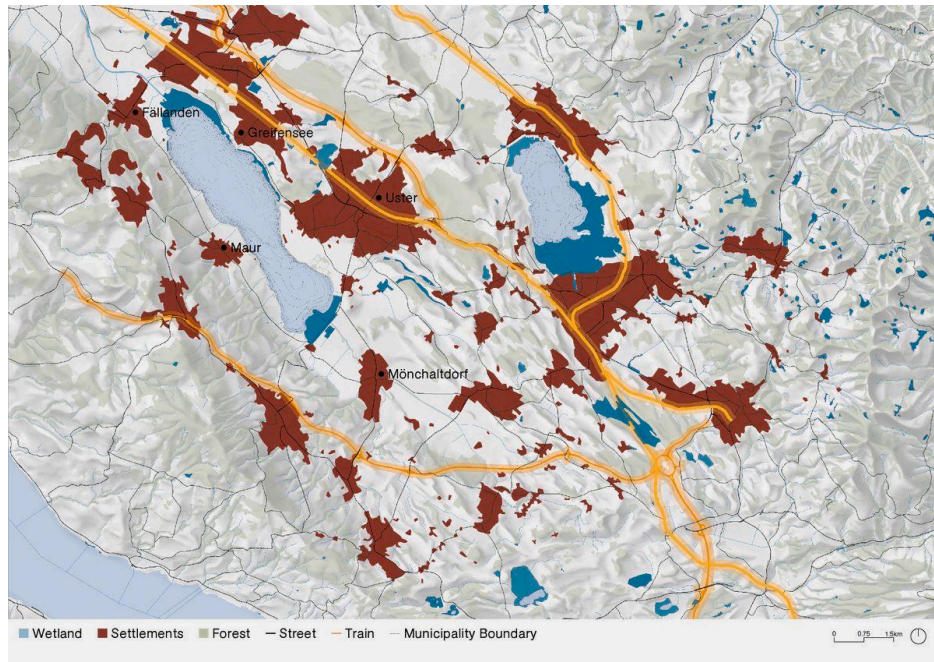 Fällanden
Greifensee
Uster
Maur
Mönchaltdorf
Wetland Settlements Forest Street Train Municipality Boundary
0 0.75 1.5km